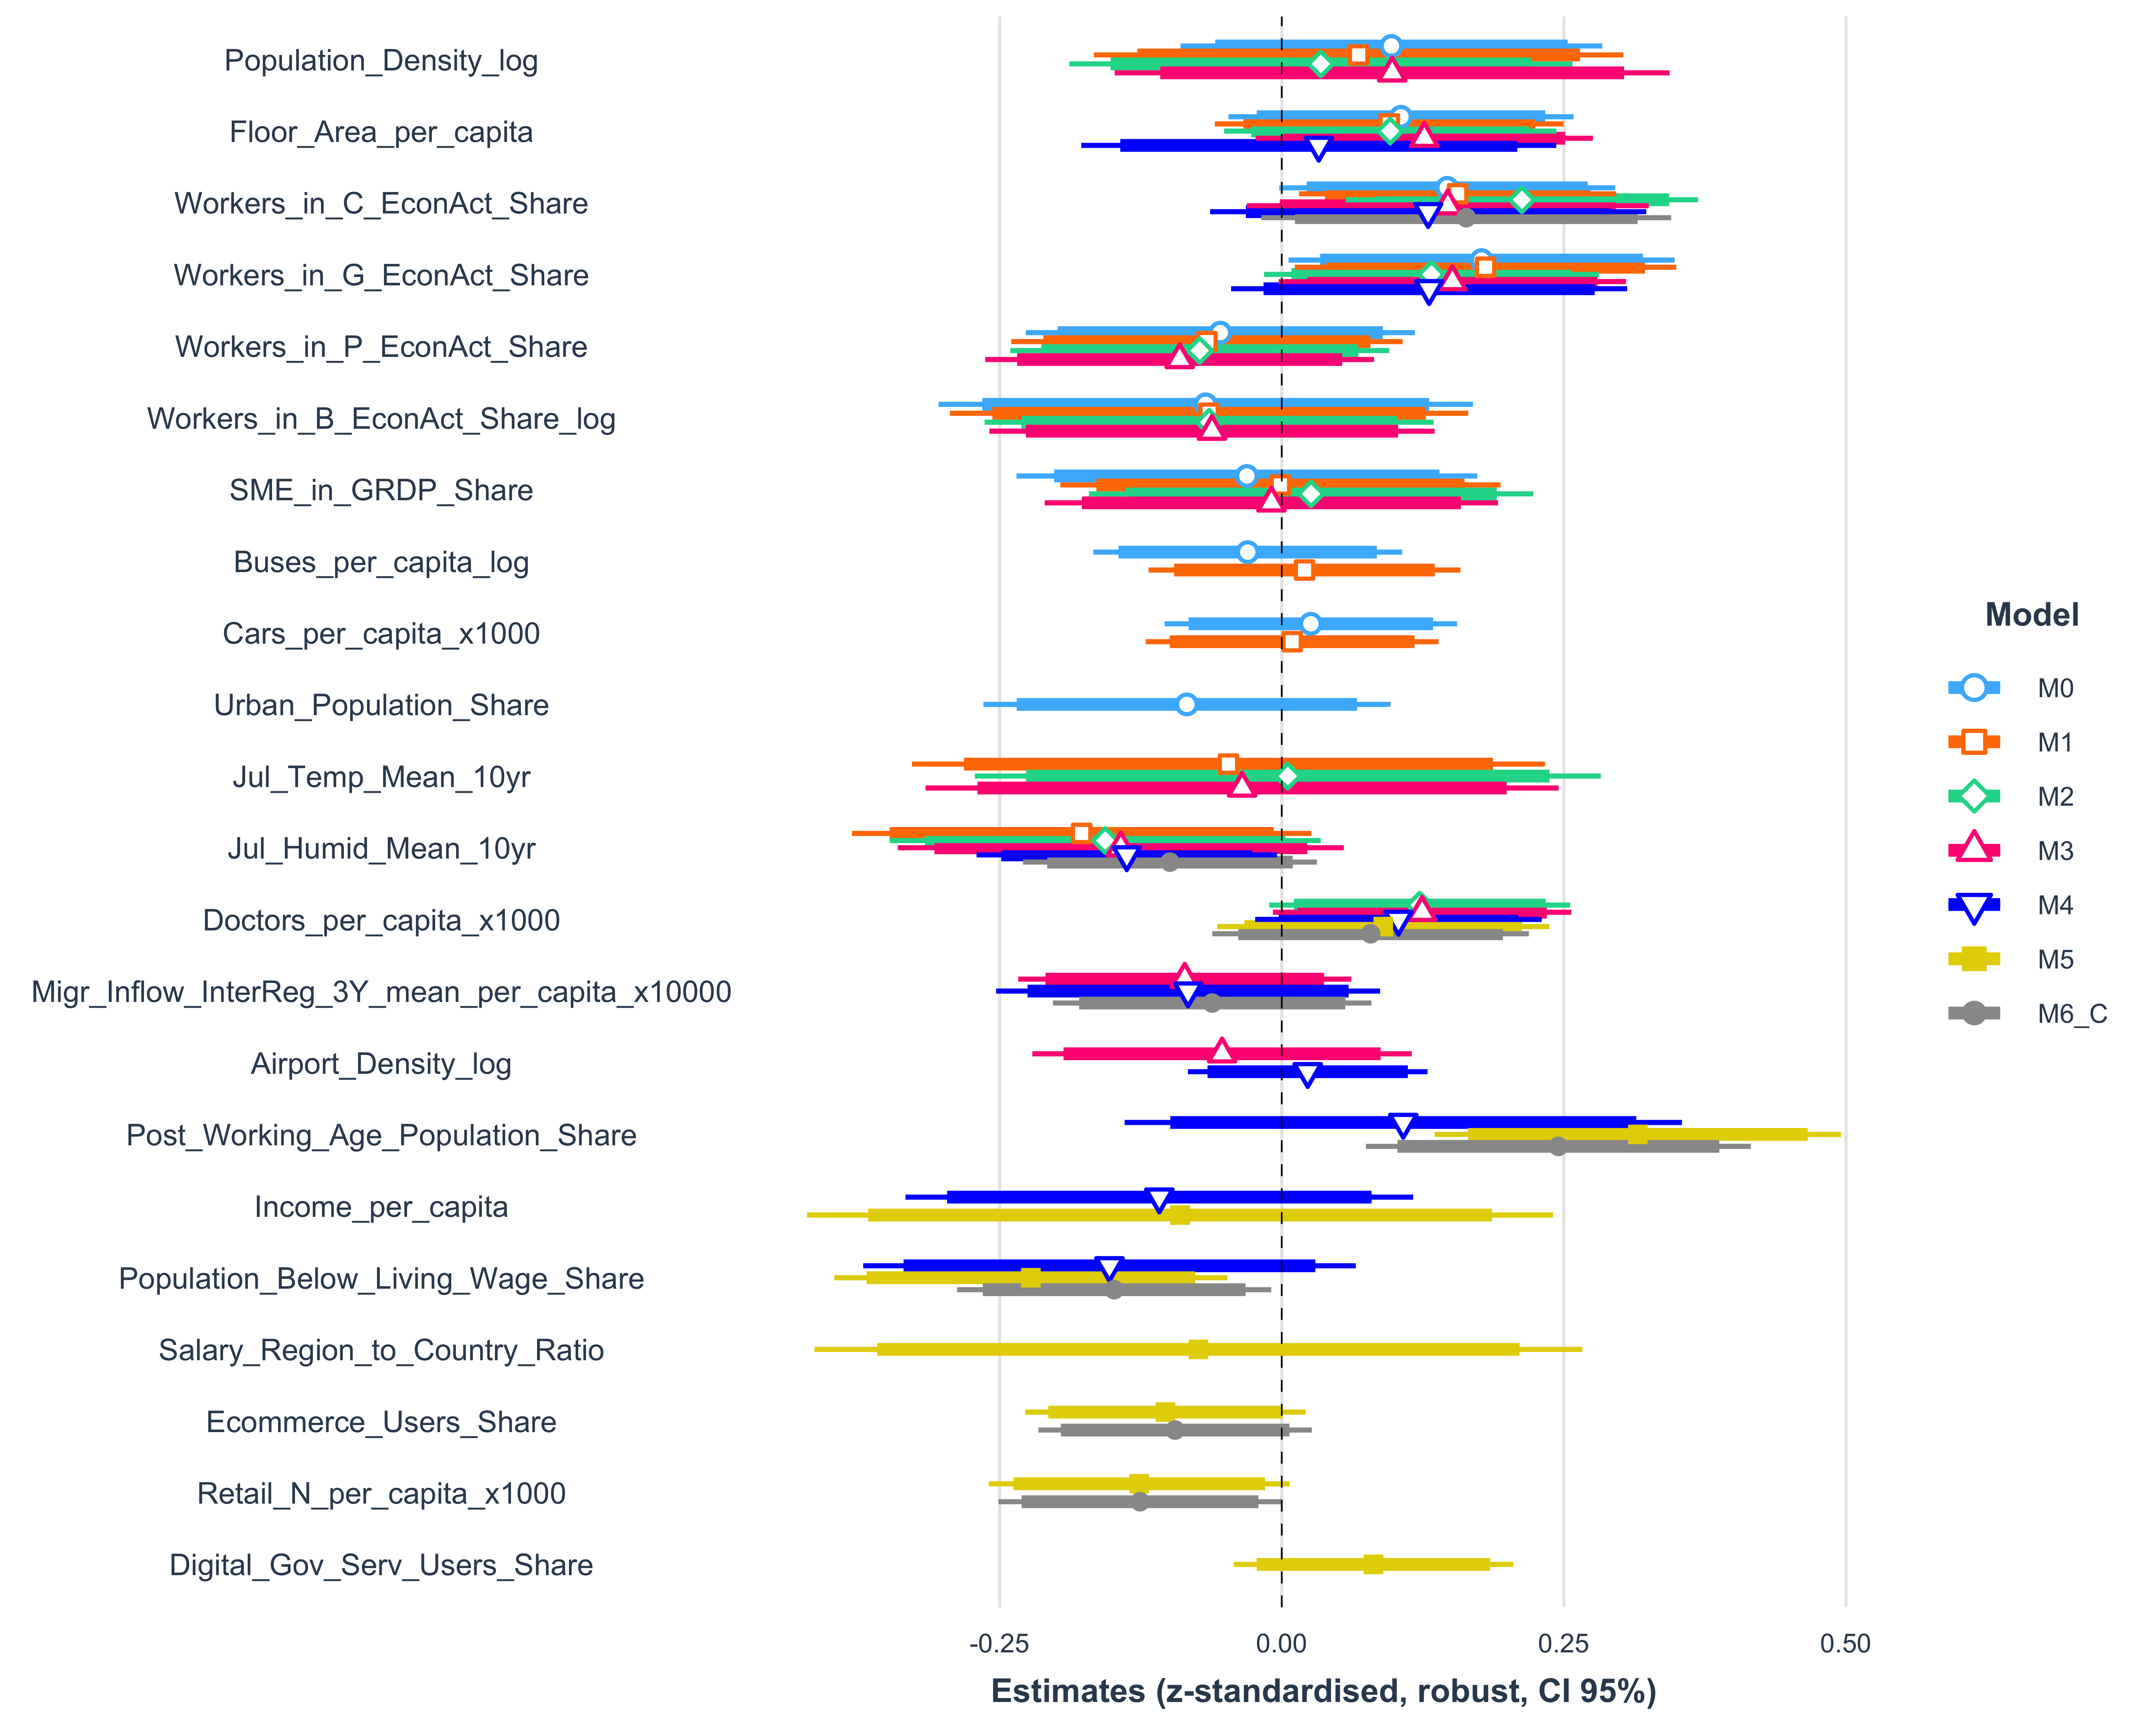 Population_Density_log
Floor_Area_per_capita
Workers_in_C_EconAct_Share
Workers_in_G_EconAct_Share
Workers_in_P_EconAct_Share
Workers_in_B_EconAct_Share_log
SME_in_GRDP_Share
Buses_per_capita_log
Cars_per_capita_x1000
Urban_Population_Share
Jul_Temp_Mean_10yr
Jul_Humid_Mean_10yr
Doctors_per_capita_x1000
Migr_Inflow_InterReg_3Y_mean_per_capita_x10000
Airport_Density_log
Post_Working_Age_Population_Share
Income_per_capita
Population_Below_Living_Wage_Share
Salary_Region_to_Country_Ratio
Ecommerce_Users_Share
Retail_N_per_capita_x1000
Digital_Gov_Serv_Users_Share
-0.25 0.00 0.25 0.50
Estimates (z-standardised, robust, CI 95%)
Model
M0
M1
M2
M3
M4
M5
M6_C